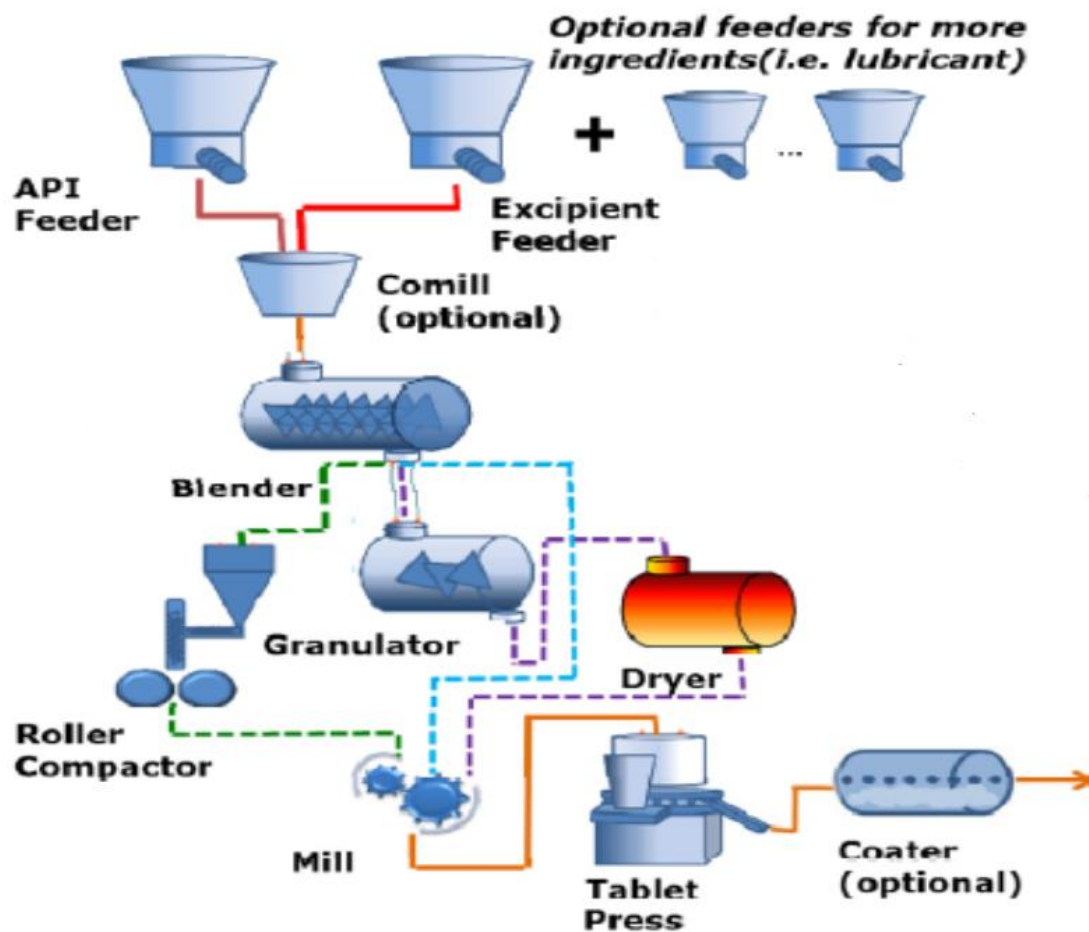 Optional feeders for more
ingredients(i.e. lubricant)
+
...
API
Feeder
Excipient
Feeder
Comill
(optional)
Blender
Granulator
Dryer
Roller
Compactor
Mill
Tablet
Press
Coater
(optional)